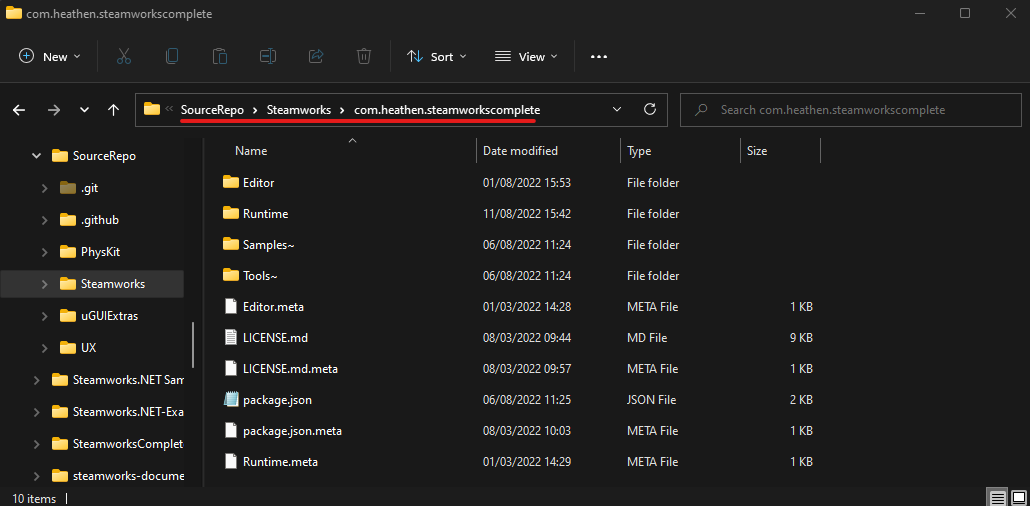 com.heathen.steamworkscomplete
New Sort View
« SourceRepo > Steamworks > com.heathen.steamworkscomplete
Search com.heathen.steamworkscomplete
SourceRepo
.git
.github
PhysKit
Steamworks
uGUIExtras
UX
Steamworks.NET Sam
Steamworks.NET-Exa
SteamworksComplet
steamworks-docume
Name Date modified Type Size
Editor 01/08/2022 15:53 File folder
Runtime 11/08/2022 15:42 File folder
Samples~ 06/08/2022 11:24 File folder
Tools~ 06/08/2022 11:24 File folder
Editor.meta 01/03/2022 14:28 META File 1 KB
LICENSE.md 08/03/2022 09:44 MD File 9 KB
LICENSE.md.meta 08/03/2022 09:57 META File 1 KB
package.json 06/08/2022 11:25 JSON File 2 KB
package.json.meta 08/03/2022 10:03 META File 1 KB
Runtime.meta 01/03/2022 14:29 META File 1 KB
10 items